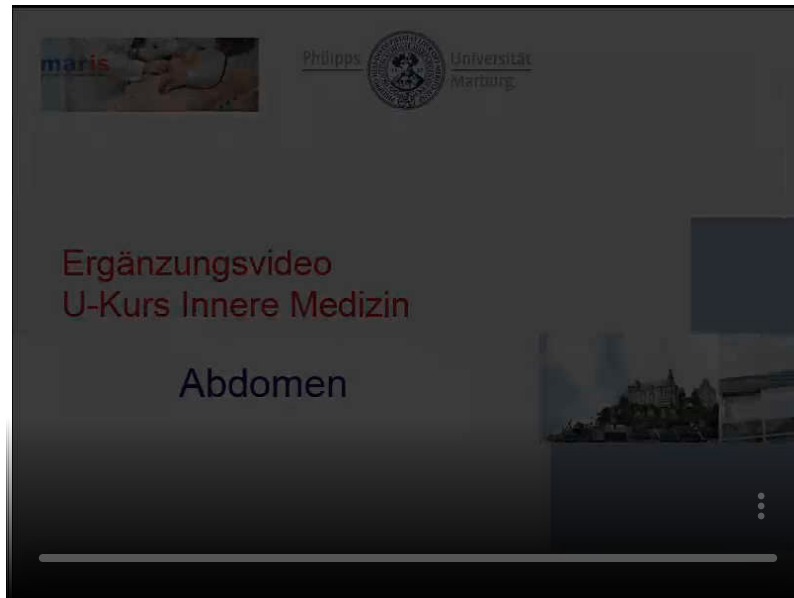 maris
Philipps
Universität
Marburg
Ergänzungsvideo
U-Kurs Innere Medizin
Abdomen